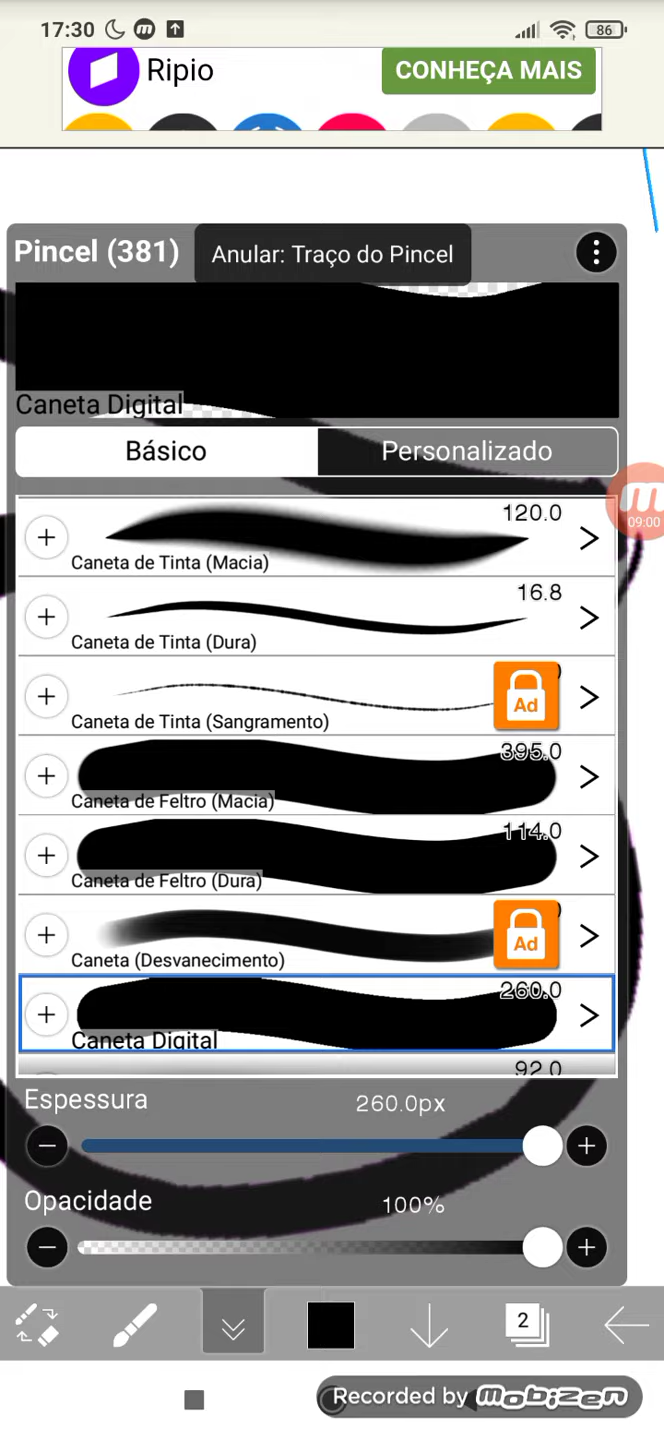 17:30
86
Ripio
CONHEÇA MAIS
Pincel (381)
Anular: Traço do Pincel
Caneta Digital
Básico
Personalizado
120.0
Caneta de Tinta (Macia)
16.8
Caneta de Tinta (Dura)
Ad
Caneta de Tinta (Sangramento)
395.0
Caneta de Feltro (Macia)
114.0
Caneta de Feltro (Dura)
Ad
Caneta (Desvanecimento)
260.0
Caneta Digital
92.0
09:00
Espessura
260.0px
Opacidade
100%
2
Recorded by mobizen